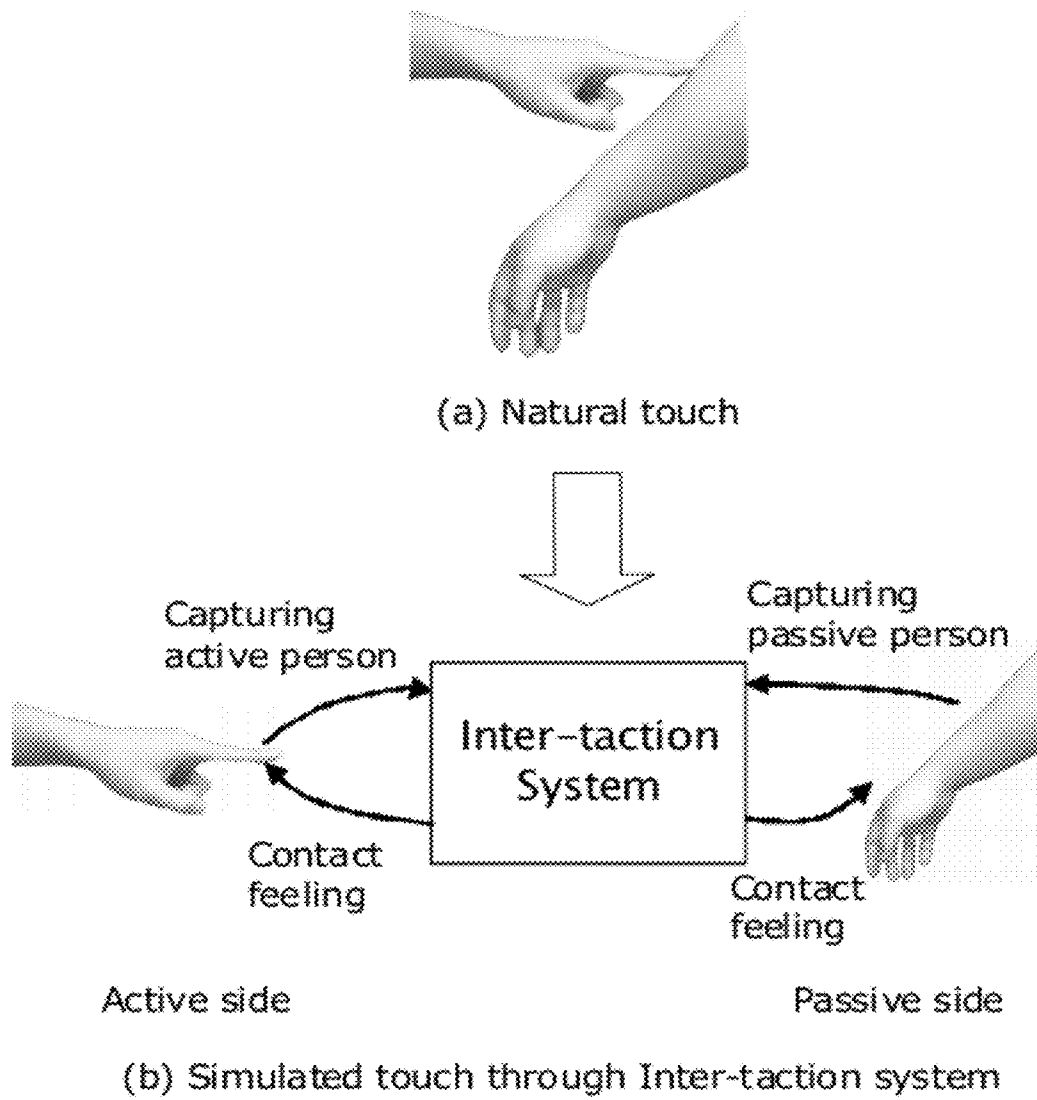 (a) Natural touch
Capturing
active person
Capturing
passive person
Inter-taction
System
Contact
feeling
Contact
feeling
Active side
Passive side
(b) Simulated touch through Inter-taction system